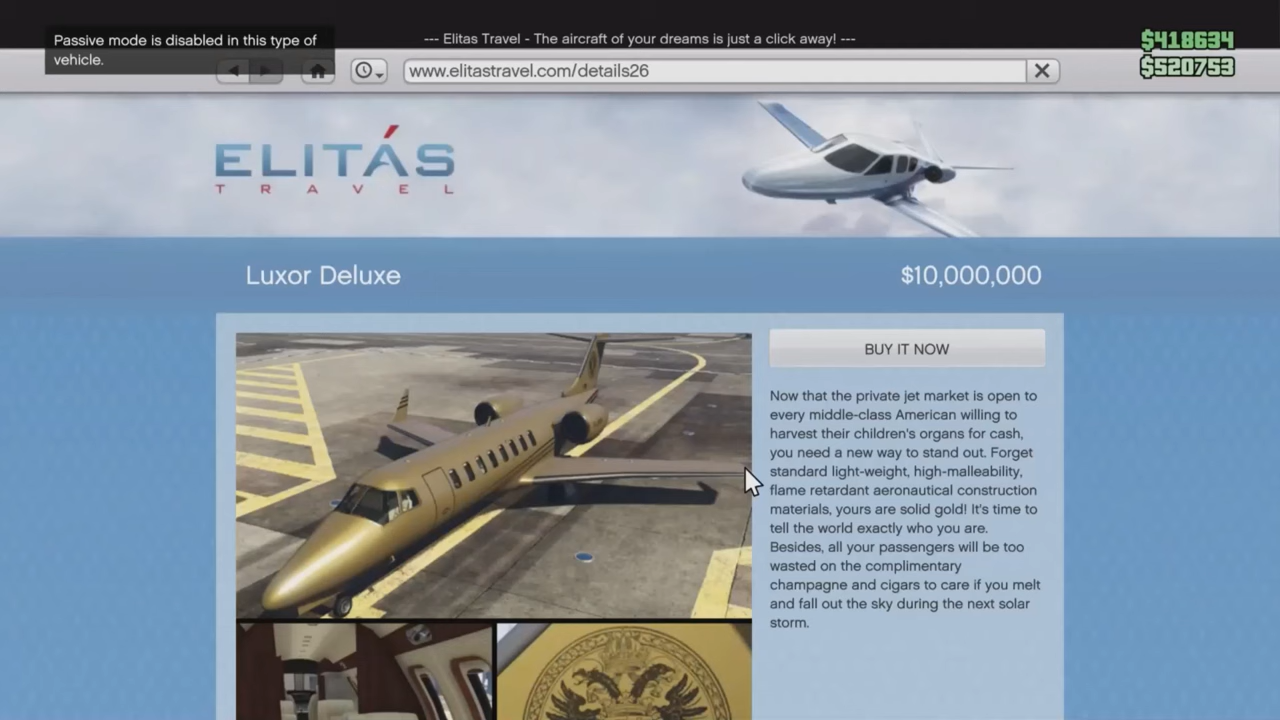 Passive mode is disabled in this type of
vehicle.
--- Elitas Travel - The aircraft of your dreams is just a click away! ---
$418634
$520753
www.elitastravel.com/details26
ELITÁS
TRAVEL
Luxor Deluxe
$10,000,000
BUY IT NOW
Now that the private jet market is open to
every middle-class American willing to
harvest their children's organs for cash,
you need a new way to stand out. Forget
standard light-weight, high-malleability,
flame retardant aeronautical construction
materials, yours are solid gold! It's time to
tell the world exactly who you are.
Besides, all your passengers will be too
wasted on the complimentary
champagne and cigars to care if you melt
and fall out the sky during the next solar
storm.